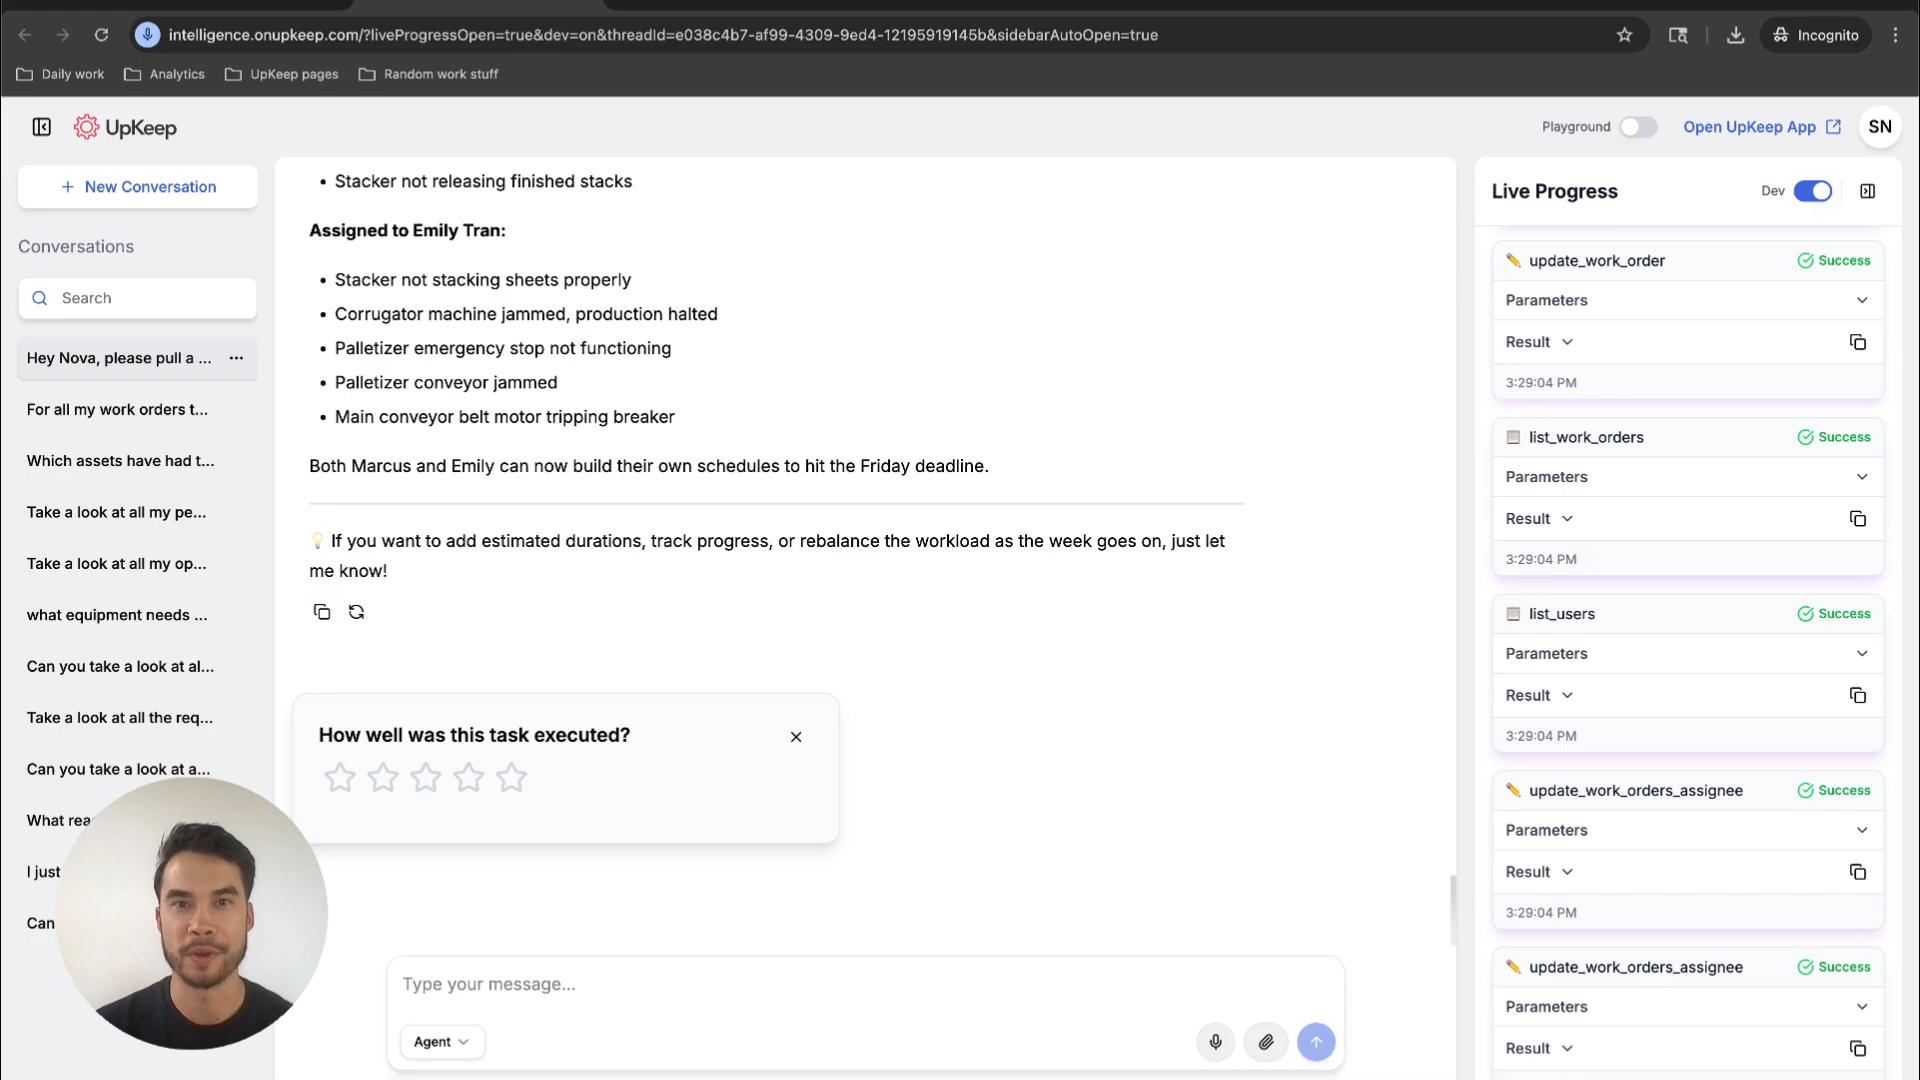 intelligence.onupkeep.com/?liveProgressOpen=true&dev=on&threadId=e038c4b7-af99-4309-9ed4-12195919145b&sidebarAutoOpen=true
Incognito
Daily work
Analytics
UpKeep pages
Random work stuff
UpKeep
Playground
Open UpKeep App
SN
+ New Conversation
Conversations
Search
Hey Nova, please pull a ...
For all my work orders t...
Which assets have had t...
Take a look at all my pe...
Take a look at all my op...
what equipment needs ...
Can you take a look at al...
Take a look at all the req...
Can you take a look at a...
What rea
I just
Can
• Stacker not releasing finished stacks
Assigned to Emily Tran:
• Stacker not stacking sheets properly
• Corrugator machine jammed, production halted
• Palletizer emergency stop not functioning
• Palletizer conveyor jammed
• Main conveyor belt motor tripping breaker
Both Marcus and Emily can now build their own schedules to hit the Friday deadline.
💡 If you want to add estimated durations, track progress, or rebalance the workload as the week goes on, just let
me know!
How well was this task executed?
Type your message...
Agent
Live Progress
Dev
update_work_order
Success
Parameters
Result
3:29:04 PM
list_work_orders
Success
Parameters
Result
3:29:04 PM
list_users
Success
Parameters
Result
3:29:04 PM
update_work_orders_assignee
Success
Parameters
Result
3:29:04 PM
update_work_orders_assignee
Success
Parameters
Result